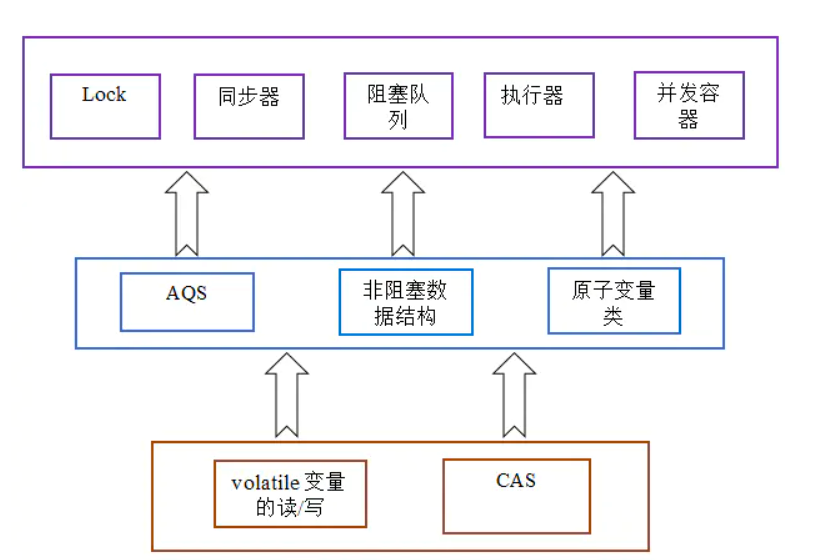 Lock
同步器
阻塞队
列
执行器
并发容
器
AQS
非阻塞数
据结构
原子变量
类
volatile 变量
的读/写
CAS